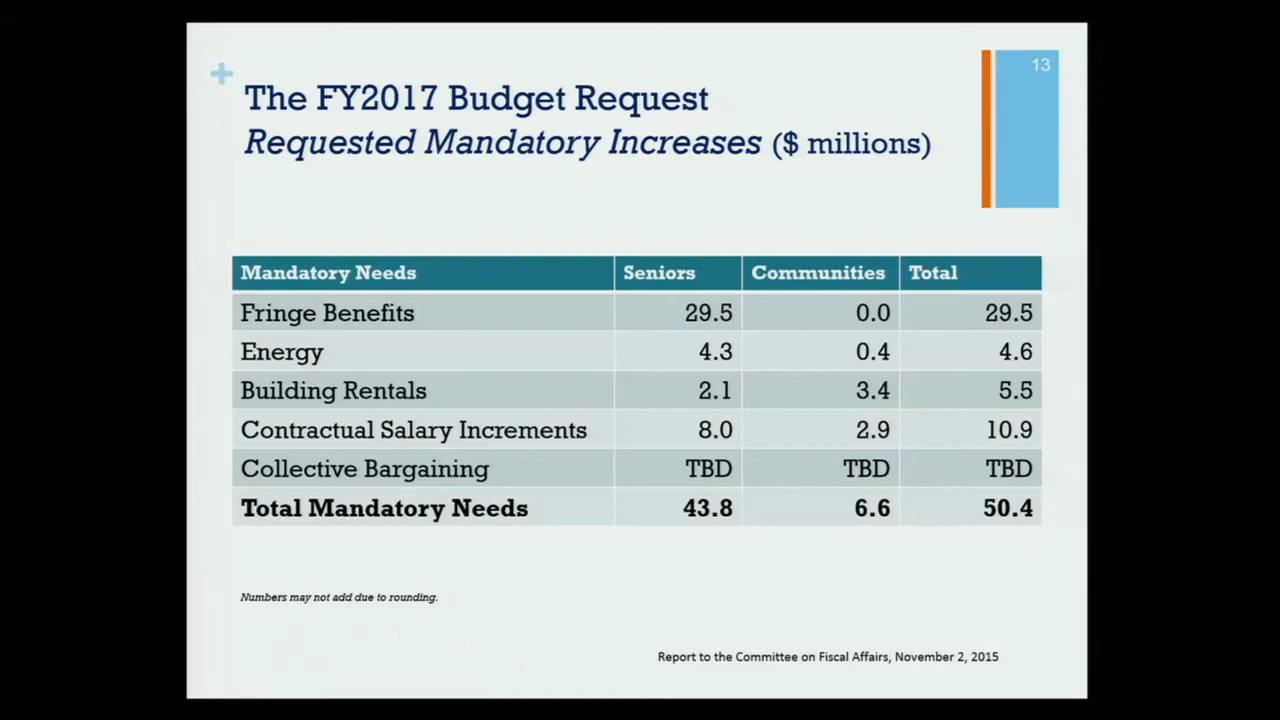 13
The FY2017 Budget Request
Requested Mandatory Increases ($ millions)
Mandatory Needs Seniors Communities Total
Fringe Benefits 29.5 0.0 29.5
Energy 4.3 0.4 4.6
Building Rentals 2.1 3.4 5.5
Contractual Salary Increments 8.0 2.9 10.9
Collective Bargaining TBD TBD TBD
Total Mandatory Needs 43.8 6.6 50.4
Numbers may not add due to rounding.
Report to the Committee on Fiscal Affairs, November 2, 2015